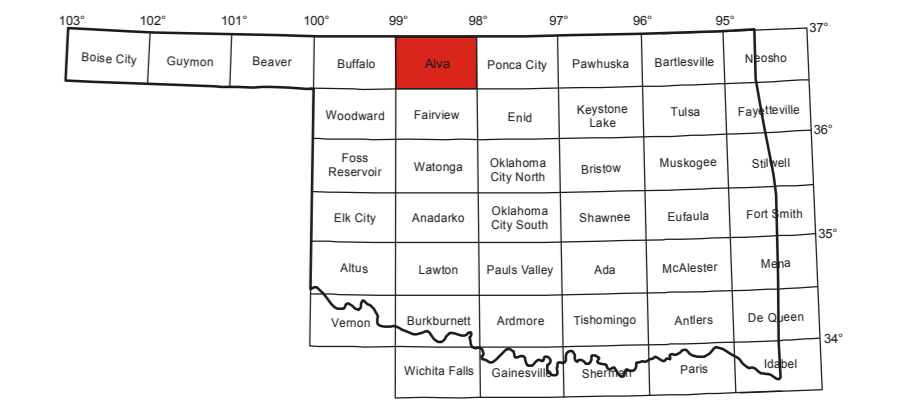 103° 102° 101° 100° 99° 98° 97° 96° 95°
37°
Boise City Guymon Beaver Buffalo Alva Ponca City Pawhuska Bartlesville Neosho
Woodward Fairview Enid Keystone Lake Tulsa Fayetteville
36°
Foss Reservoir Watonga Oklahoma City North Bristow Muskogee Stilwell
Elk City Anadarko Oklahoma City South Shawnee Eufaula Fort Smith
35°
Altus Lawton Pauls Valley Ada McAlester Mena
Vernon Burkburnett Ardmore Tishomingo Antlers De Queen
34°
Wichita Falls Gainesville Sherman Paris Idabel